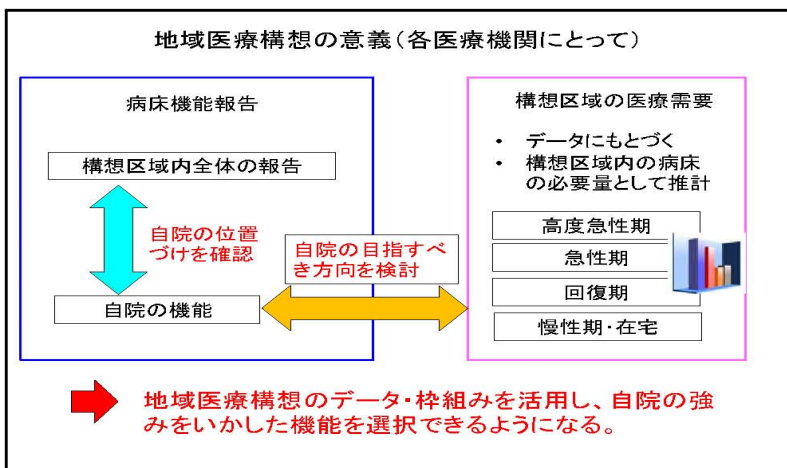 地域医療構想の意義(各医療機関にとって)
病床機能報告
構想区域内全体の報告
自院の位置
づけを確認
自院の機能
自院の目指すべ
き方向を検討
構想区域の医療需要
・ データにもとづく
・ 構想区域内の病床
の必要量として推計
高度急性期
急性期
回復期
慢性期・在宅
地域医療構想のデータ・枠組みを活用し、自院の強
みをいかした機能を選択できるようになる。